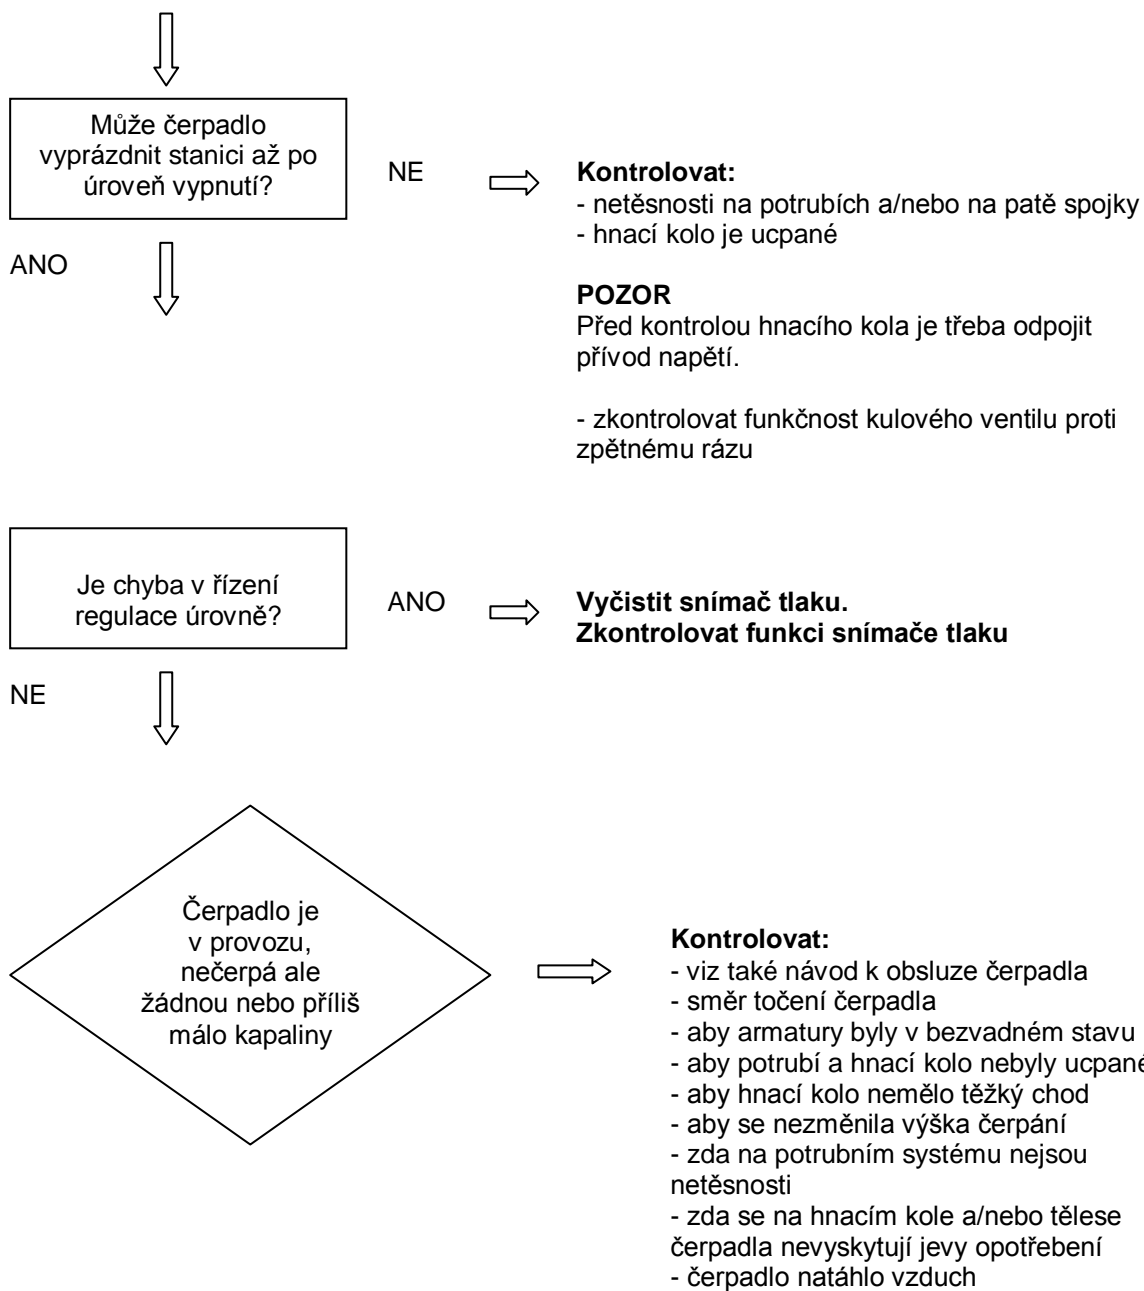 Může čerpadlo
vyprázdnit stanici až po
úroveň vypnutí?
NE
Kontrolovat:
- netěsnosti na potrubích a/nebo na patě spojky
- hnací kolo je ucpané
ANO
POZOR
Před kontrolou hnacího kola je třeba odpojit
přívod napětí.
- zkontrolovat funkčnost kulového ventilu proti
zpětnému rázu
Je chyba v řízení
regulace úrovně?
ANO
Vyčistit snímač tlaku.
Zkontrolovat funkci snímače tlaku
NE
Čerpadlo je
v provozu,
nečerpá ale
žádnou nebo příliš
málo kapaliny
Kontrolovat:
- viz také návod k obsluze čerpadla
- směr točení čerpadla
- aby armatury byly v bezvadném stavu
- aby potrubí a hnací kolo nebyly ucpané
- aby hnací kolo nemělo těžký chod
- aby se nezměnila výška čerpání
- zda na potrubním systému nejsou
netěsnosti
- zda se na hnacím kole a/nebo tělese
čerpadla nevyskytují jevy opotřebení
- čerpadlo natáhlo vzduch